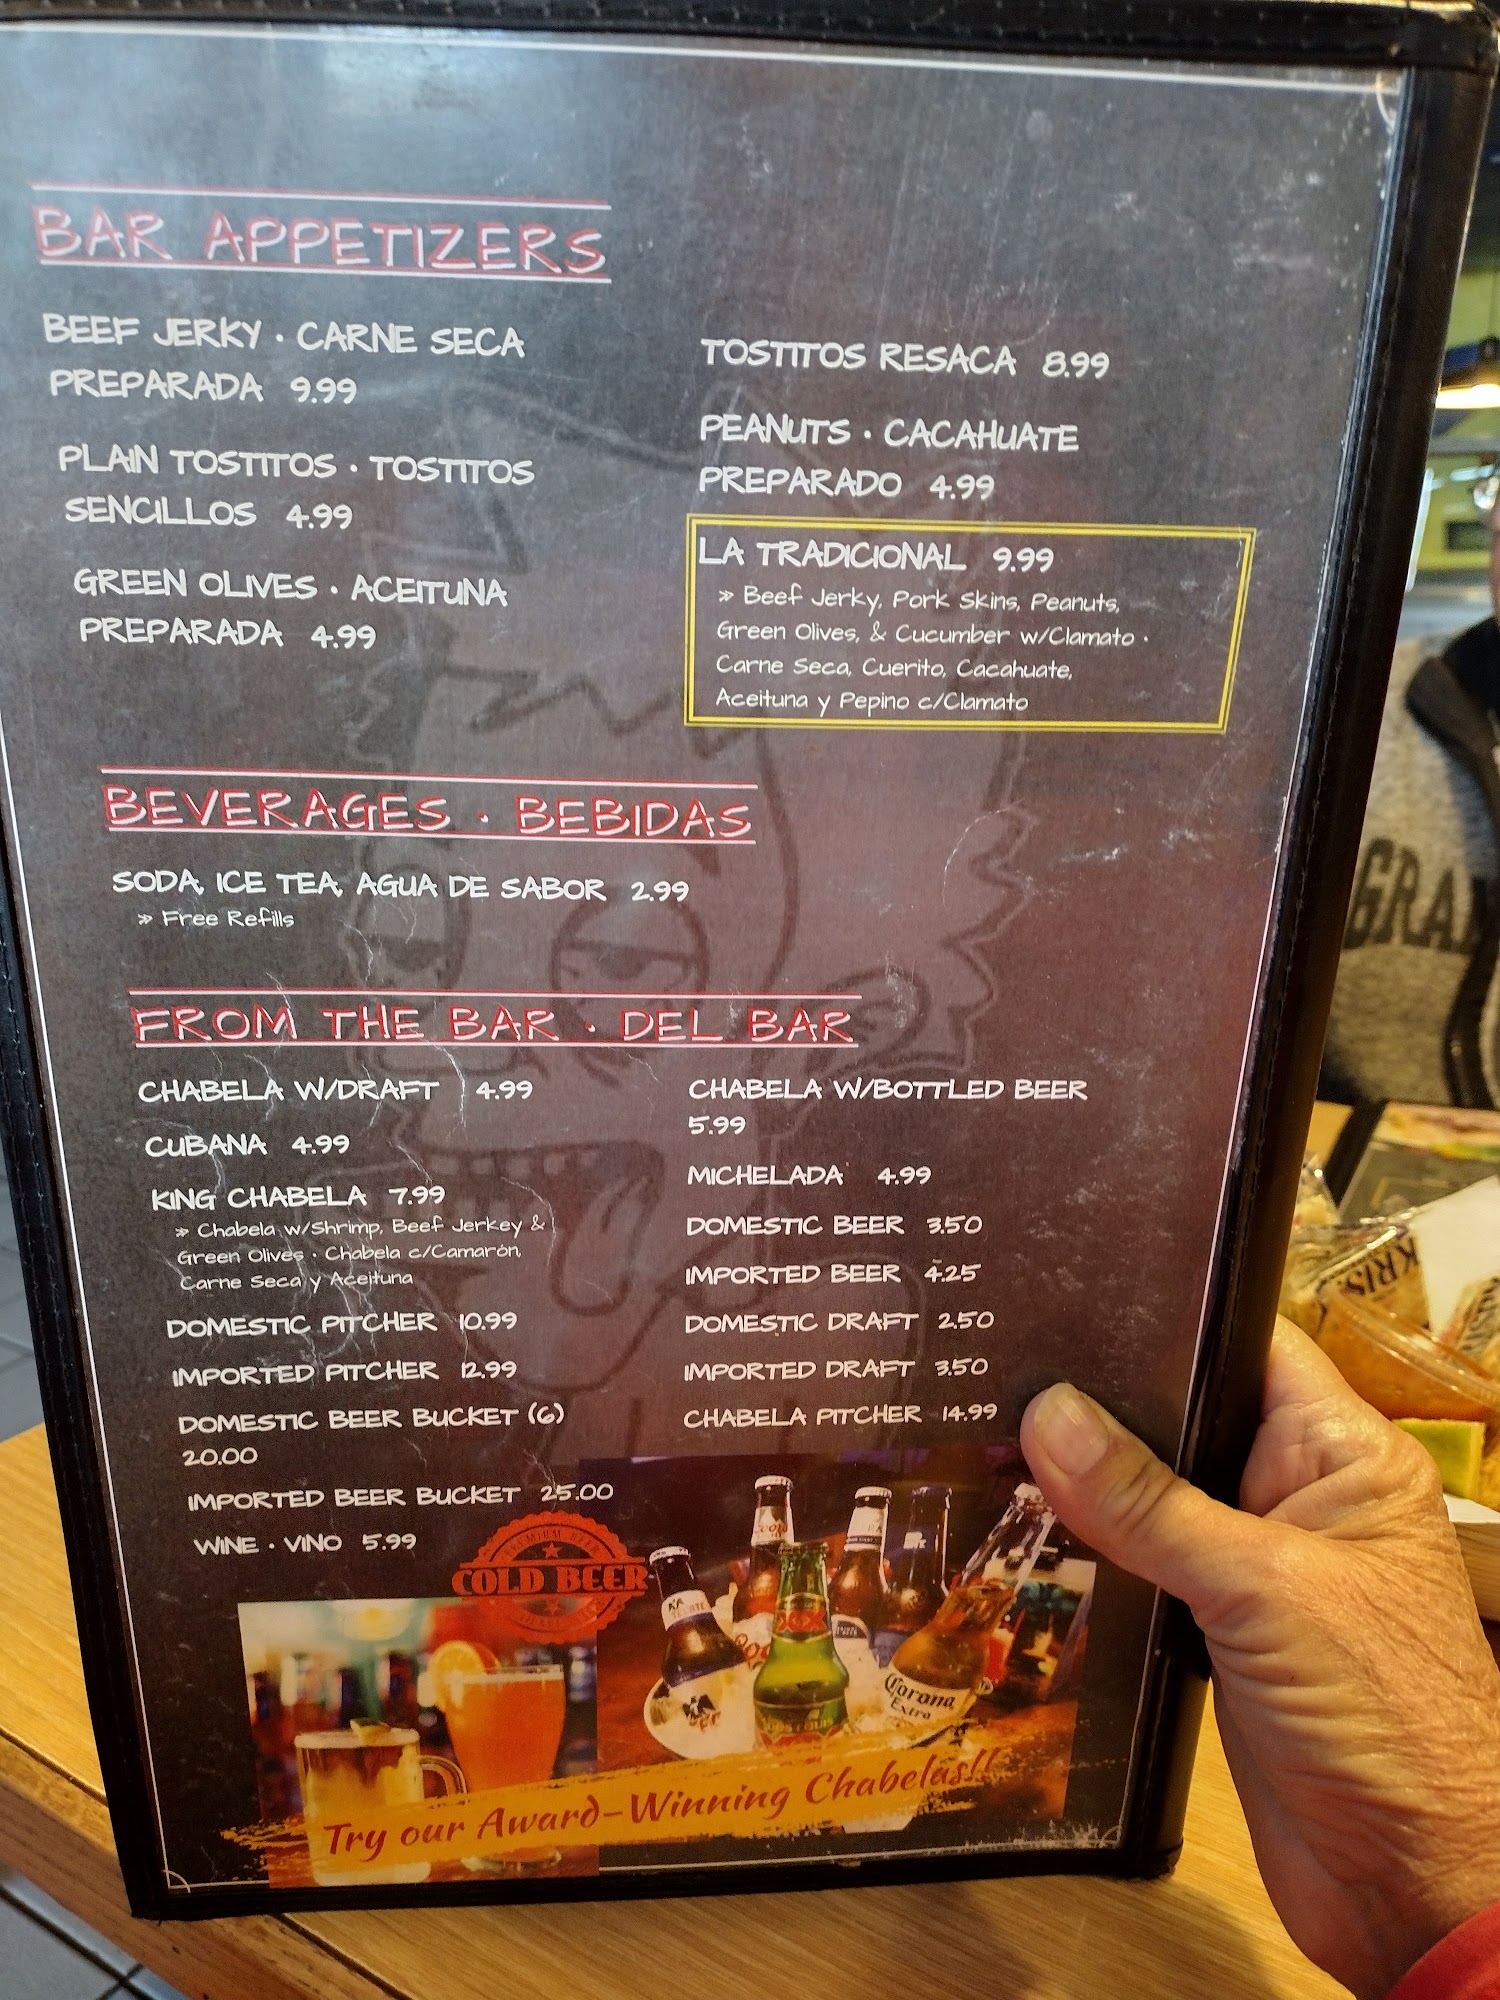 BAR APPETIZERS
BEEF JERKY · CARNE SECA
PREPARADA 9.99
PLAIN TOSTITOS · TOSTITOS
SENCILLOS 4.99
GREEN OLIVES · ACEITUNA
PREPARADA 4.99
TOSTITOS RESACA 8.99
PEANUTS · CACAHUATE
PREPARADO 4.99
LA TRADICIONAL 9.99
» Beef Jerky, Pork Skins, Peanuts,
Green Olives, & Cucumber w/Clamato ·
Carne Seca, Cuerito, Cacahuate,
Aceituna y Pepino c/Clamato
BEVERAGES · BEBIDAS
SODA, ICE TEA, AGUA DE SABOR 2.99
» Free Refills
FROM THE BAR · DEL BAR
CHABELA W/DRAFT 4.99
CUBANA 4.99
KING CHABELA 7.99
» Chabela w/Shrimp, Beef Jerkey &
Green Olives · Chabela c/Camarón,
Carne Seca y Aceituna
DOMESTIC PITCHER 10.99
IMPORTED PITCHER 12.99
DOMESTIC BEER BUCKET (6)
20.00
IMPORTED BEER BUCKET 25.00
WINE · VINO 5.99
CHABELA W/BOTTLED BEER
5.99
MICHELADA 4.99
DOMESTIC BEER 3.50
IMPORTED BEER 4.25
DOMESTIC DRAFT 2.50
IMPORTED DRAFT 3.50
CHABELA PITCHER 14.99
PREMIUM BEER
COLD BEER
Corona
Extra
Try our Award-Winning Chabelas!!
GRA
KRIS